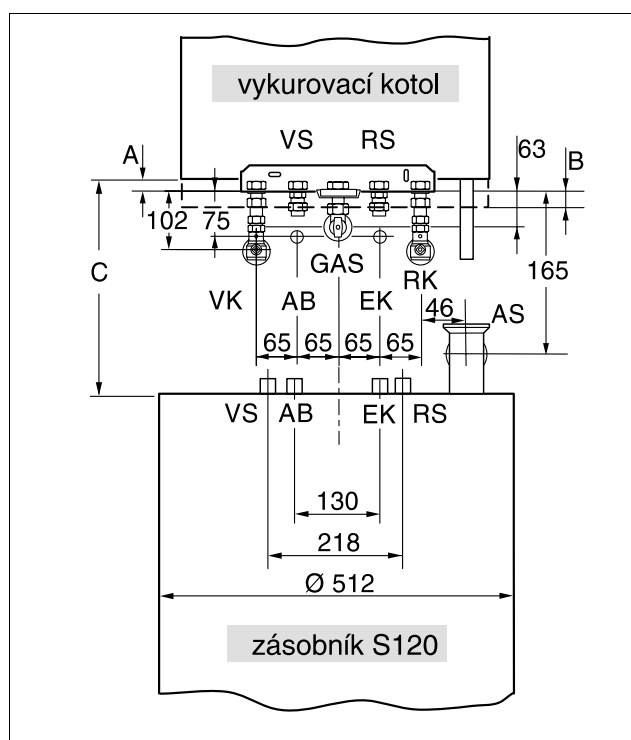 vykurovací kotol
VS RS
A
63
B
102
75
GAS
165
C
VK AB EK RK
46
AS
65 65 65 65
VS AB EK RS
130
218
Ø 512
zásobník S120